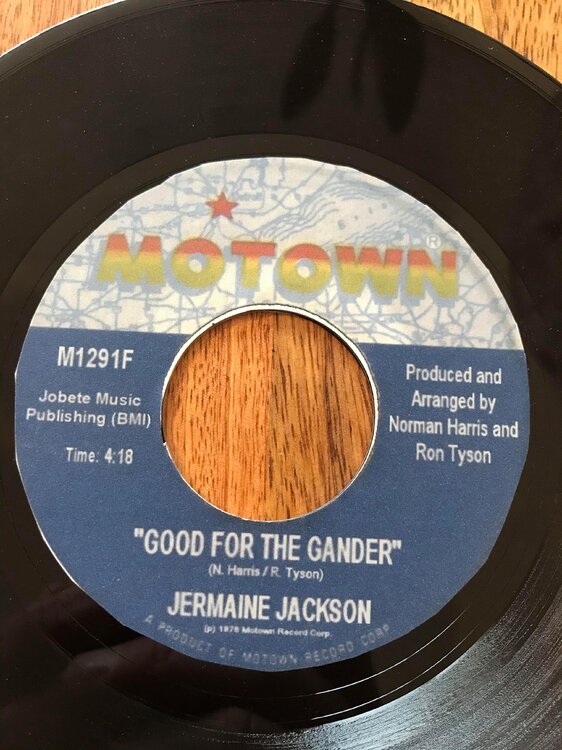 MOTOWN®
M1291F
Jobete Music
Publishing (BMI)
Time: 4:18
Produced and
Arranged by
Norman Harris and
Ron Tyson
"GOOD FOR THE GANDER"
(N. Harris / R. Tyson)
JERMAINE JACKSON
(p) 1976 Motown Record Corp.
A PRODUCT OF MOTOWN RECORD CORP